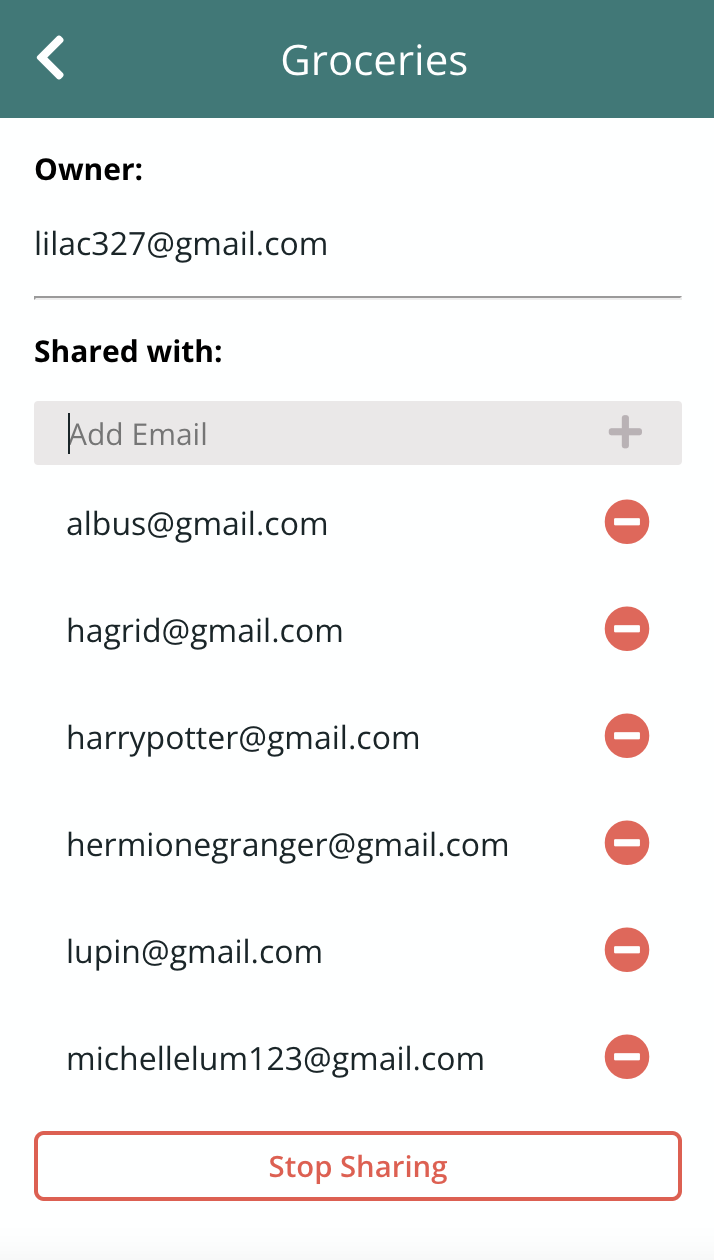 Groceries
Owner:
lilac327@gmail.com
Shared with:
Add Email
albus@gmail.com
hagrid@gmail.com
harrypotter@gmail.com
hermionegranger@gmail.com
lupin@gmail.com
michellelum123@gmail.com
Stop Sharing